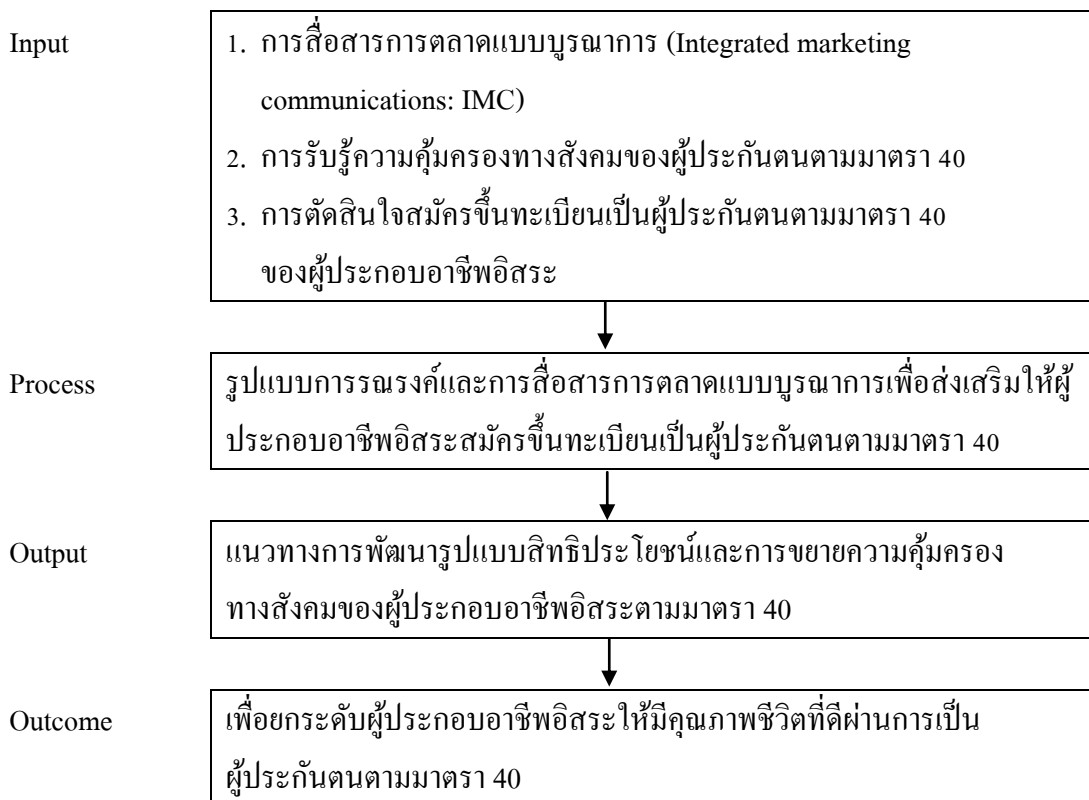 Input
1. การสื่อสารการตลาดแบบบูรณาการ (Integrated marketing
communications: IMC)
2. การรับรู้ความคุ้มครองทางสังคมของผู้ประกันตนตามมาตรา 40
3. การตัดสินใจสมัครขึ้นทะเบียนเป็นผู้ประกันตนตามมาตรา 40
ของผู้ประกอบอาชีพอิสระ
Process
รูปแบบการรณรงค์และการสื่อสารการตลาดแบบบูรณาการเพื่อส่งเสริมให้ผู้
ประกอบอาชีพอิสระสมัครขึ้นทะเบียนเป็นผู้ประกันตนตามมาตรา 40
Output
แนวทางการพัฒนารูปแบบสิทธิประโยชน์และการขยายความคุ้มครอง
ทางสังคมของผู้ประกอบอาชีพอิสระตามมาตรา 40
Outcome
เพื่อยกระดับผู้ประกอบอาชีพอิสระให้มีคุณภาพชีวิตที่ดีผ่านการเป็น
ผู้ประกันตนตามมาตรา 40